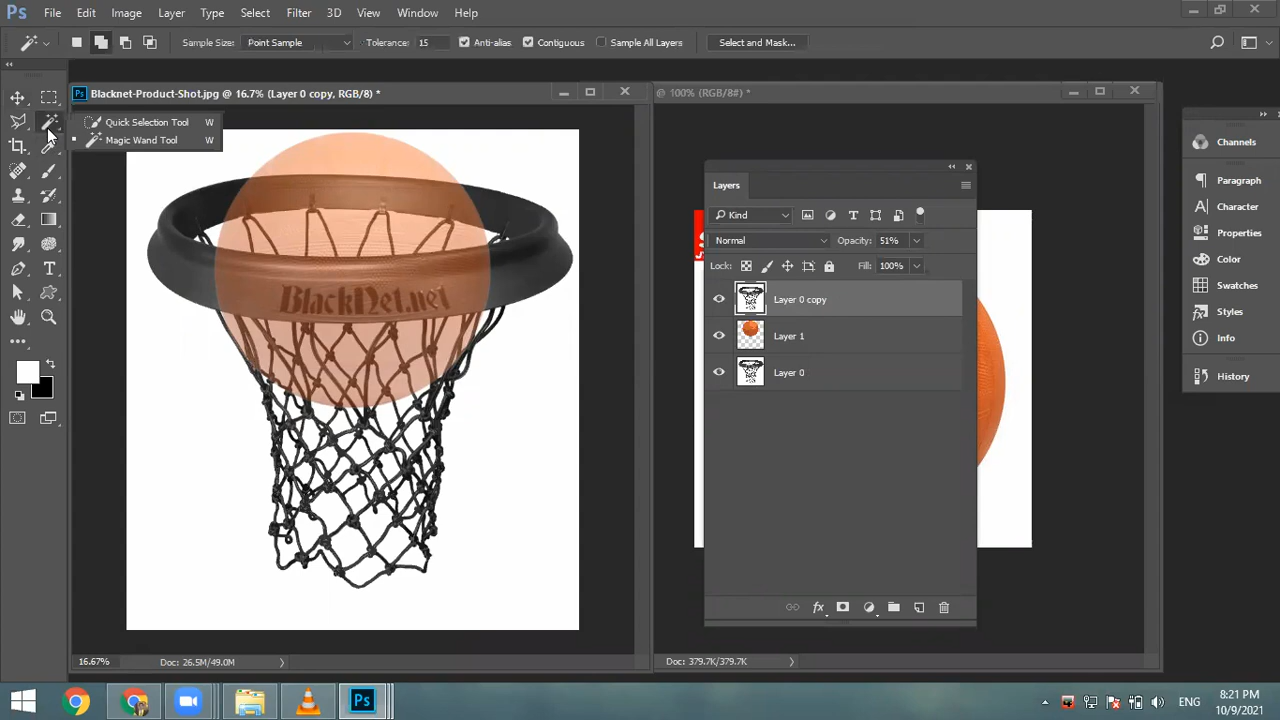 Ps File Edit Image Layer Type Select Filter 3D View Window Help
Sample Size: Point Sample Tolerance: 15 Anti-alias Contiguous Sample All Layers Select and Mask...
Blacknet-Product-Shot.jpg @ 16.7% (Layer 0 copy, RGB/8) *
@ 100% (RGB/8#) *
Quick Selection Tool W
Magic Wand Tool W
BlackNet.net
16.67% Doc: 26.5M/49.0M
Doc: 379.7K/379.7K
Layers
Kind
Normal Opacity: 51%
Lock: Fill: 100%
Layer 0 copy
Layer 1
Layer 0
fx
Channels
Paragraph
Character
Properties
Color
Swatches
Styles
Info
History
Ps
ENG
8:21 PM
10/9/2021